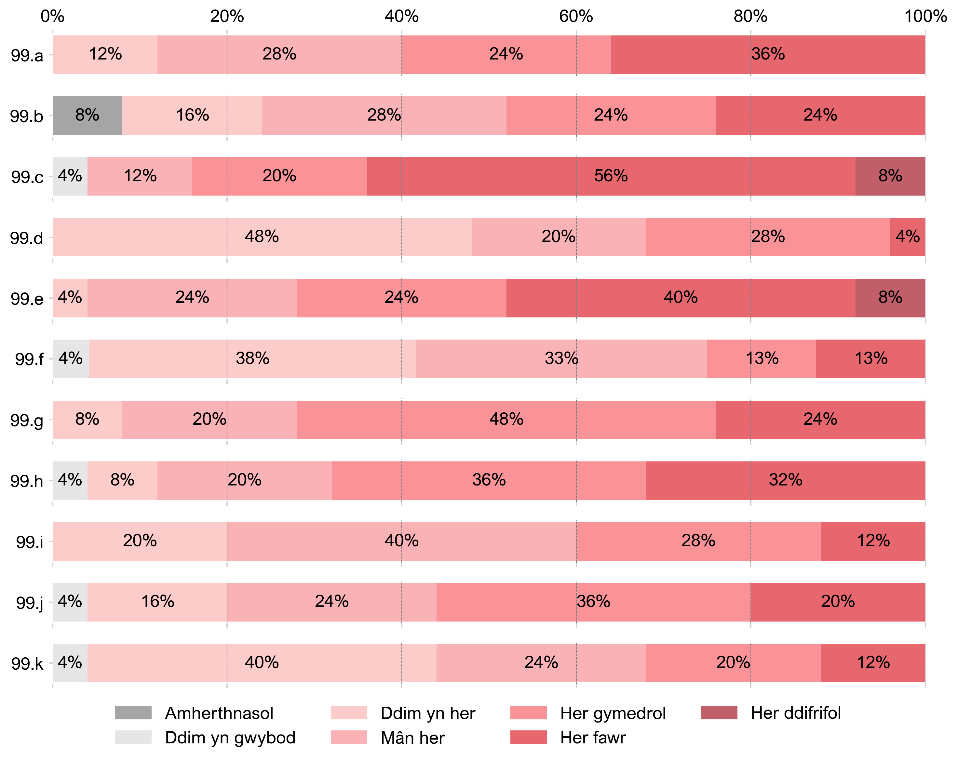 0% 20% 40% 60% 80% 100%
99.a 12% 28% 24% 36%
99.b 8% 16% 28% 24% 24%
99.c 4% 12% 20% 56% 8%
99.d 48% 20% 28% 4%
99.e 4% 24% 24% 40% 8%
99.f 4% 38% 33% 13% 13%
99.g 8% 20% 48% 24%
99.h 4% 8% 20% 36% 32%
99.i 20% 40% 28% 12%
99.j 4% 16% 24% 36% 20%
99.k 4% 40% 24% 20% 12%
Amherthnasol Ddim yn her Her gymedrol Her ddifrifol
Ddim yn gwybod Mân her Her fawr